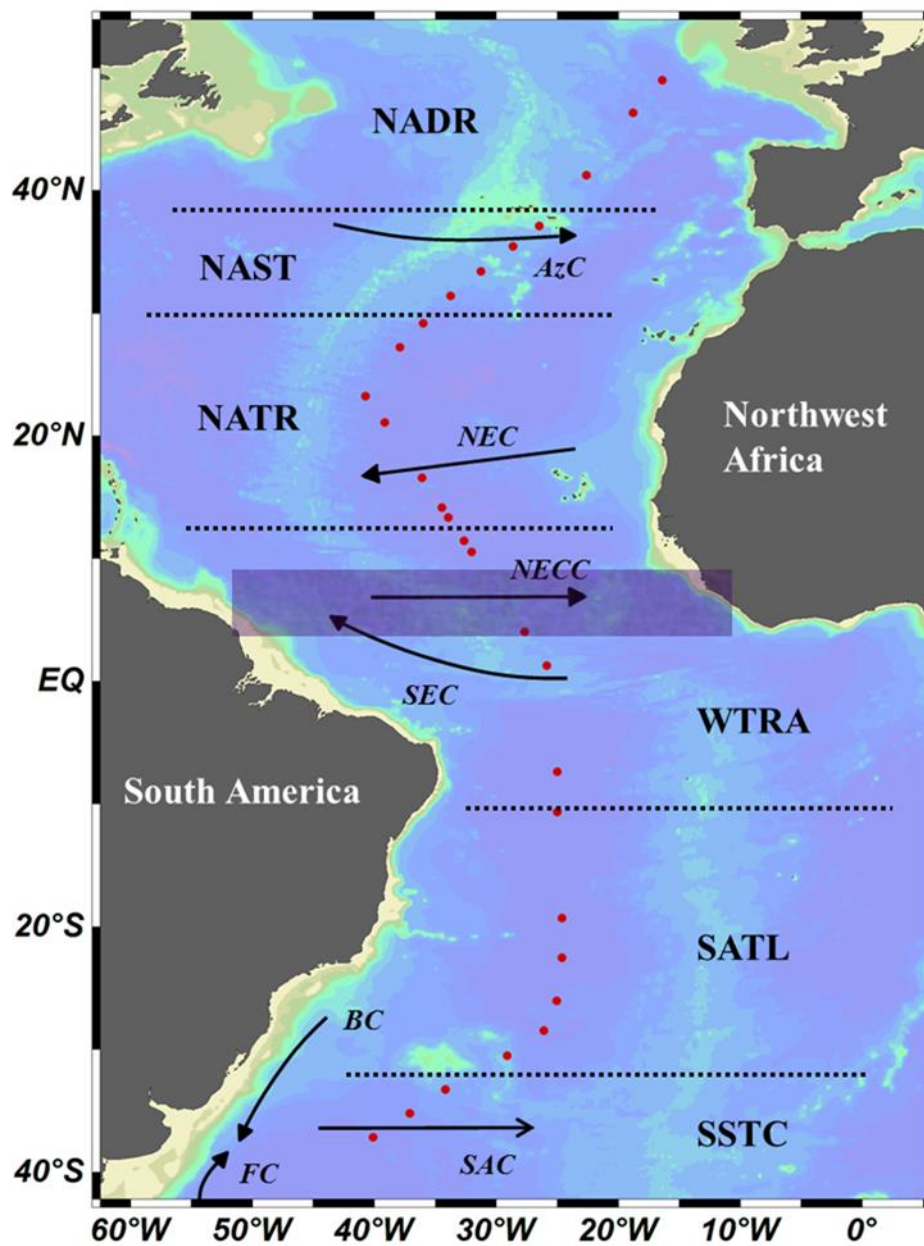 NADR
40°N
NAST
AzC
NATR
20°N
NEC
Northwest
Africa
NECC
EQ
SEC
WTRA
South America
20°S
SATL
BC
SSTC
SAC
FC
40°S
60°W
40°W
30°W
20°W
10°W
0°